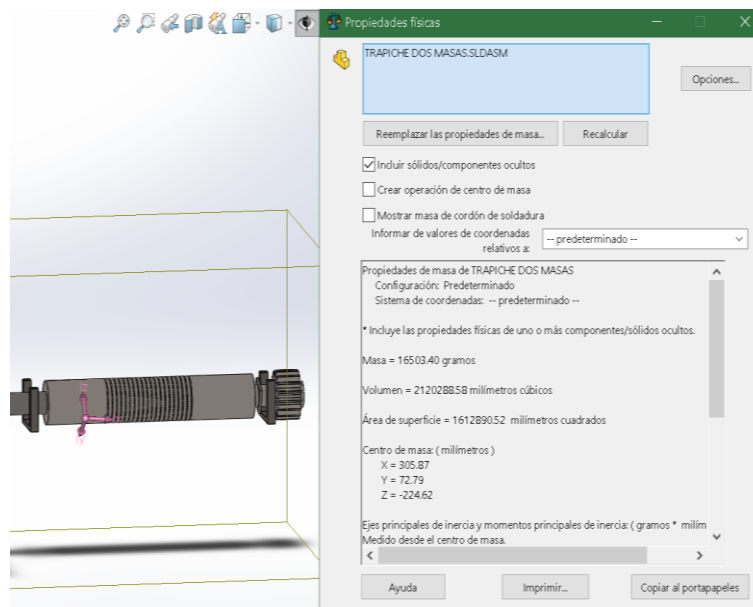 Propiedades físicas
TRAPICHE DOS MASAS.SLDASM
Opciones...
Reemplazar las propiedades de masa...
Recalcular
Incluir sólidos/componentes ocultos
Crear operación de centro de masa
Mostrar masa de cordón de soldadura
Informar de valores de coordenadas
relativos a:
-- predeterminado --
Propiedades de masa de TRAPICHE DOS MASAS
Configuración: Predeterminado
Sistema de coordenadas: -- predeterminado --
* Incluye las propiedades físicas de uno o más componentes/sólidos ocultos.
Masa = 16503.40 gramos
Volumen = 2120288.58 milímetros cúbicos
Área de superficie = 1612890.52 milímetros cuadrados
Centro de masa: ( milímetros )
X = 305.87
Y = 72.79
Z = -224.62
Ejes principales de inercia y momentos principales de inercia: ( gramos * milím
Medido desde el centro de masa.
Ayuda
Imprimir...
Copiar al portapapeles